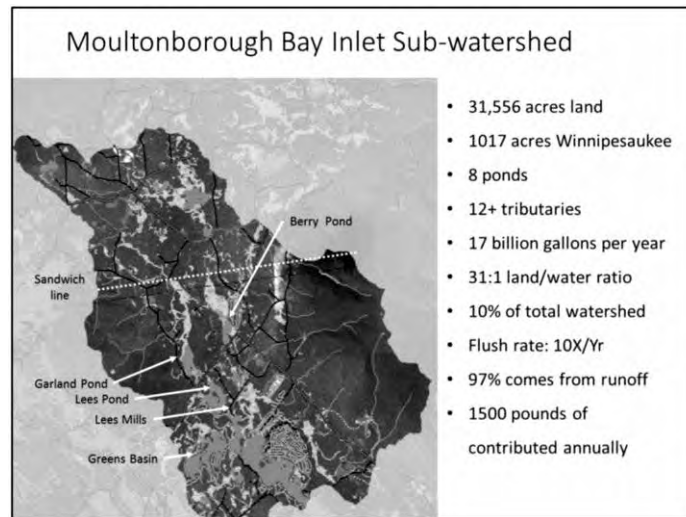 Moultonborough Bay Inlet Sub-watershed
Berry Pond
Sandwich
line
Garland Pond
Lees Pond
Lees Mills
Greens Basin
• 31,556 acres land
• 1017 acres Winnipesaukee
• 8 ponds
• 12+ tributaries
• 17 billion gallons per year
• 31:1 land/water ratio
• 10% of total watershed
• Flush rate: 10X/Yr
• 97% comes from runoff
• 1500 pounds of
contributed annually